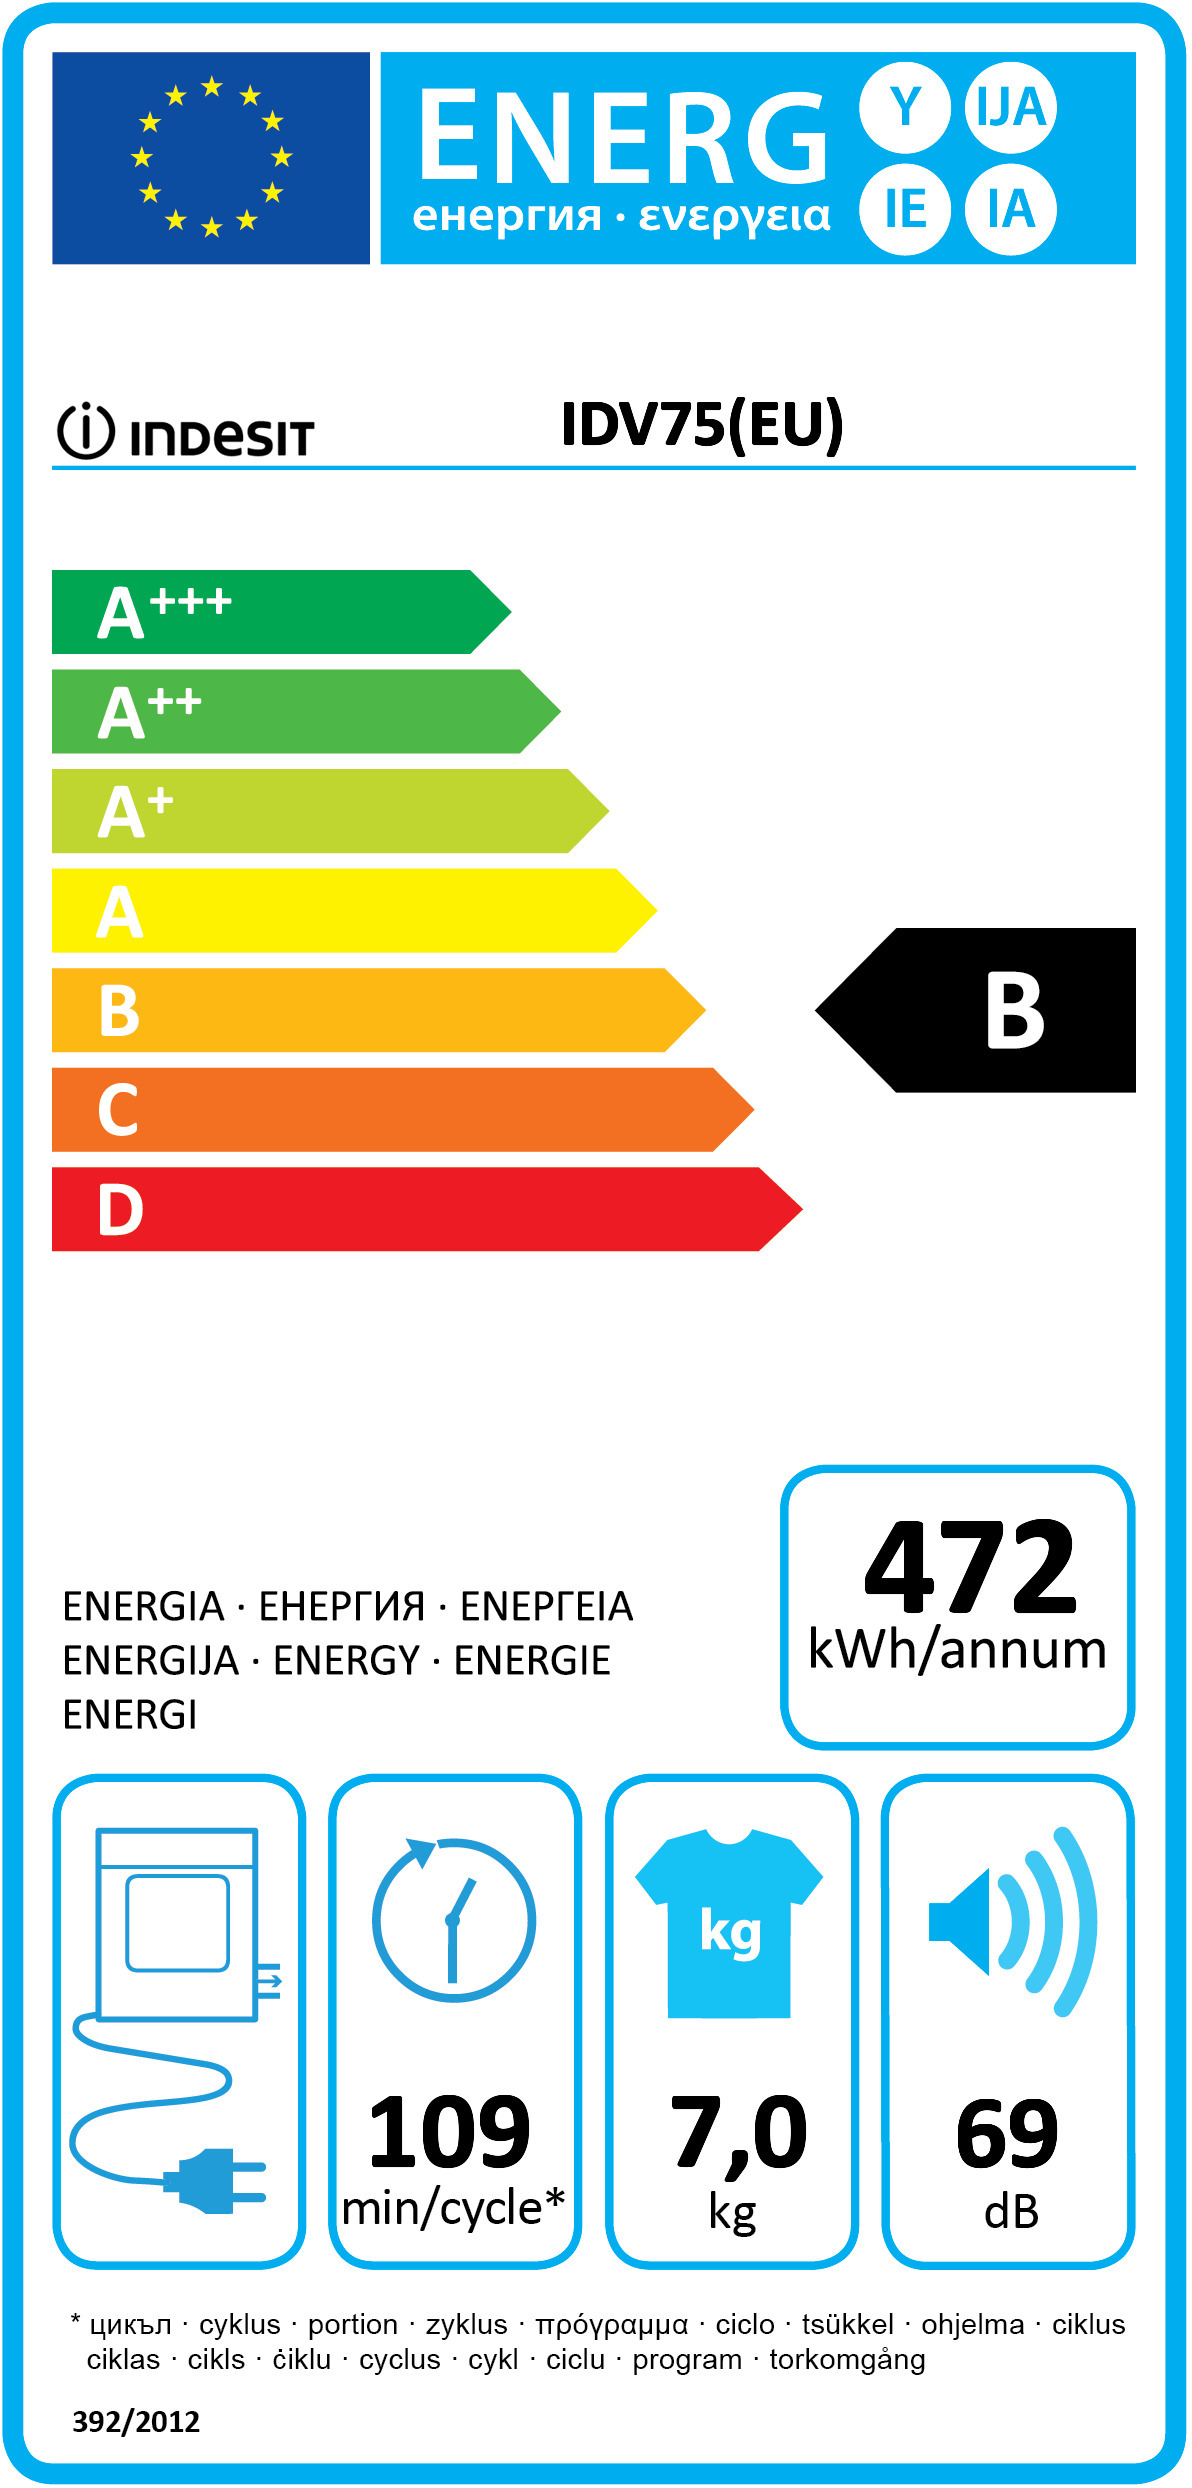 ENERG Y IJA
енергия · ενεργεια IE IA
INDESIT IDV75(EU)
A+++
A++
A+
A
B
B
C
D
472
kWh/annum
ENERGIA · ЕНЕРГИЯ · ΕΝΕΡΓΕΙΑ
ENERGIJA · ENERGY · ENERGIE
ENERGI
kg
109 7,0 69
min/cycle* kg dB
* цикъл · cyklus · portion · zyklus · πρόγραμμα · ciclo · tsükkel · ohjelma · ciklus
ciklas · cikls · ċiklu · cyclus · cykl · ciclu · program · torkomgång
392/2012